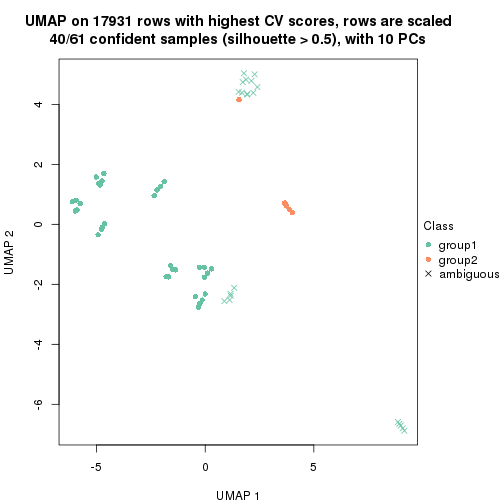 UMAP on 17931 rows with highest CV scores, rows are scaled
40/61 confident samples (silhouette > 0.5), with 10 PCs
4
2
0
-2
-4
-6
UMAP 2
-5
0
5
UMAP 1
Class
group1
group2
ambiguous